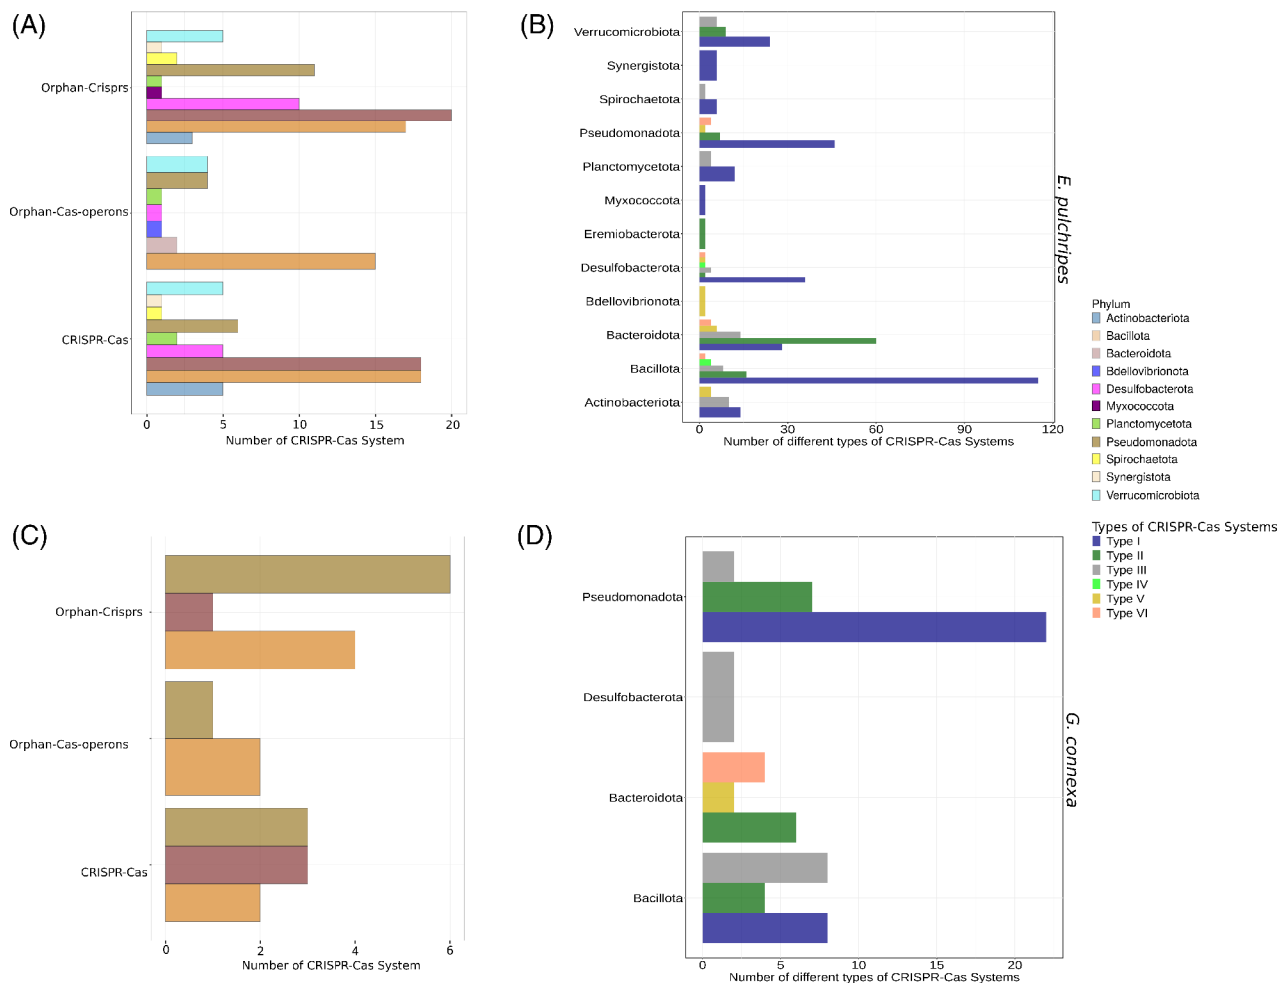 (A)
Orphan-Crisprs
Orphan-Cas-operons
CRISPR-Cas
0 5 10 15 20
Number of CRISPR-Cas System
(B)
Verrucomicrobiota
Synergistota
Spirochaetota
Pseudomonadota
Planctomycetota
Myxococcota
Eremiobacterota
Desulfobacterota
Bdellovibrionota
Bacteroidota
Bacillota
Actinobacteriota
0 30 60 90 120
Number of different types of CRISPR-Cas Systems
E. pulchripes
Phylum
Actinobacteriota
Bacillota
Bacteroidota
Bdellovibrionota
Desulfobacterota
Myxococcota
Planctomycetota
Pseudomonadota
Spirochaetota
Synergistota
Verrucomicrobiota
Types of CRISPR-Cas Systems
Type I
Type II
Type III
Type IV
Type V
Type VI
(C)
Orphan-Crisprs
Orphan-Cas-operons
CRISPR-Cas
0 2 4 6
Number of CRISPR-Cas System
(D)
Pseudomonadota
Desulfobacterota
Bacteroidota
Bacillota
0 5 10 15 20
Number of different types of CRISPR-Cas Systems
G. connexa